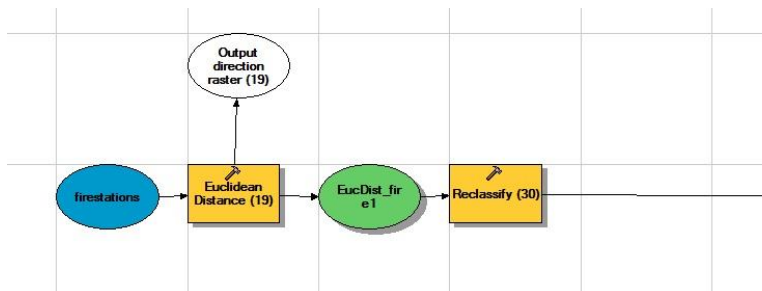 Output
direction
raster (19)
firestations
Euclidean
Distance (19)
EucDist_fir
e1
Reclassify (30)